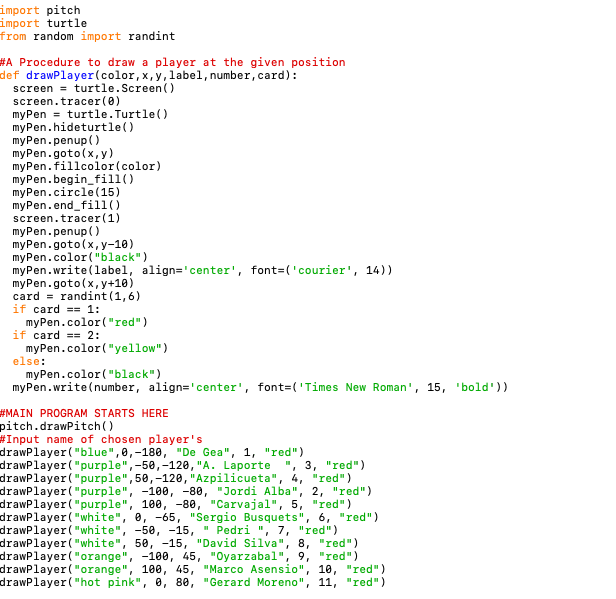 import pitch
import turtle
from random import randint

#A Procedure to draw a player at the given position
def drawPlayer(color,x,y,label,number,card):
  screen = turtle.Screen()
  screen.tracer(0)
  myPen = turtle.Turtle()
  myPen.hideturtle()
  myPen.penup()
  myPen.goto(x,y)
  myPen.fillcolor(color)
  myPen.begin_fill()
  myPen.circle(15)
  myPen.end_fill()
  screen.tracer(1)
  myPen.penup()
  myPen.goto(x,y-10)
  myPen.color("black")
  myPen.write(label, align='center', font=('courier', 14))
  myPen.goto(x,y+10)
  card = randint(1,6)
  if card == 1:
    myPen.color("red")
  if card == 2:
    myPen.color("yellow")
  else:
    myPen.color("black")
  myPen.write(number, align='center', font=('Times New Roman', 15, 'bold'))

#MAIN PROGRAM STARTS HERE
pitch.drawPitch()
#Input name of chosen player's
drawPlayer("blue",0,-180, "De Gea", 1, "red")
drawPlayer("purple",-50,-120,"A. Laporte  ", 3, "red")
drawPlayer("purple",50,-120,"Azpilicueta", 4, "red")
drawPlayer("purple", -100, -80, "Jordi Alba", 2, "red")
drawPlayer("purple", 100, -80, "Carvajal", 5, "red")
drawPlayer("white", 0, -65, "Sergio Busquets", 6, "red")
drawPlayer("white", -50, -15, " Pedri ", 7, "red")
drawPlayer("white", 50, -15, "David Silva", 8, "red")
drawPlayer("orange", -100, 45, "Oyarzabal", 9, "red")
drawPlayer("orange", 100, 45, "Marco Asensio", 10, "red")
drawPlayer("hot pink", 0, 80, "Gerard Moreno", 11, "red")